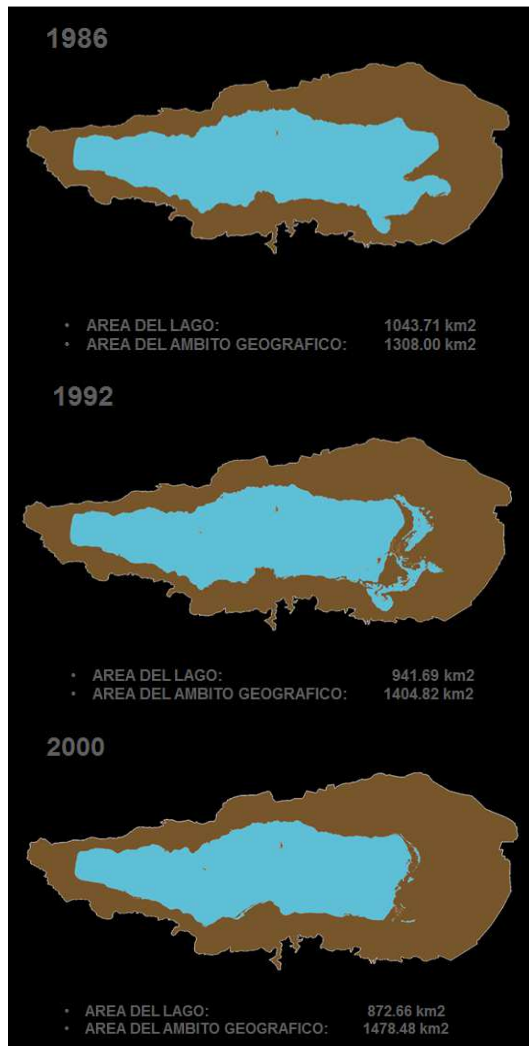 1986
• AREA DEL LAGO: 1043.71 km2
• AREA DEL AMBITO GEOGRAFICO: 1308.00 km2
1992
• AREA DEL LAGO: 941.69 km2
• AREA DEL AMBITO GEOGRAFICO: 1404.82 km2
2000
• AREA DEL LAGO: 872.66 km2
• AREA DEL AMBITO GEOGRAFICO: 1478.48 km2